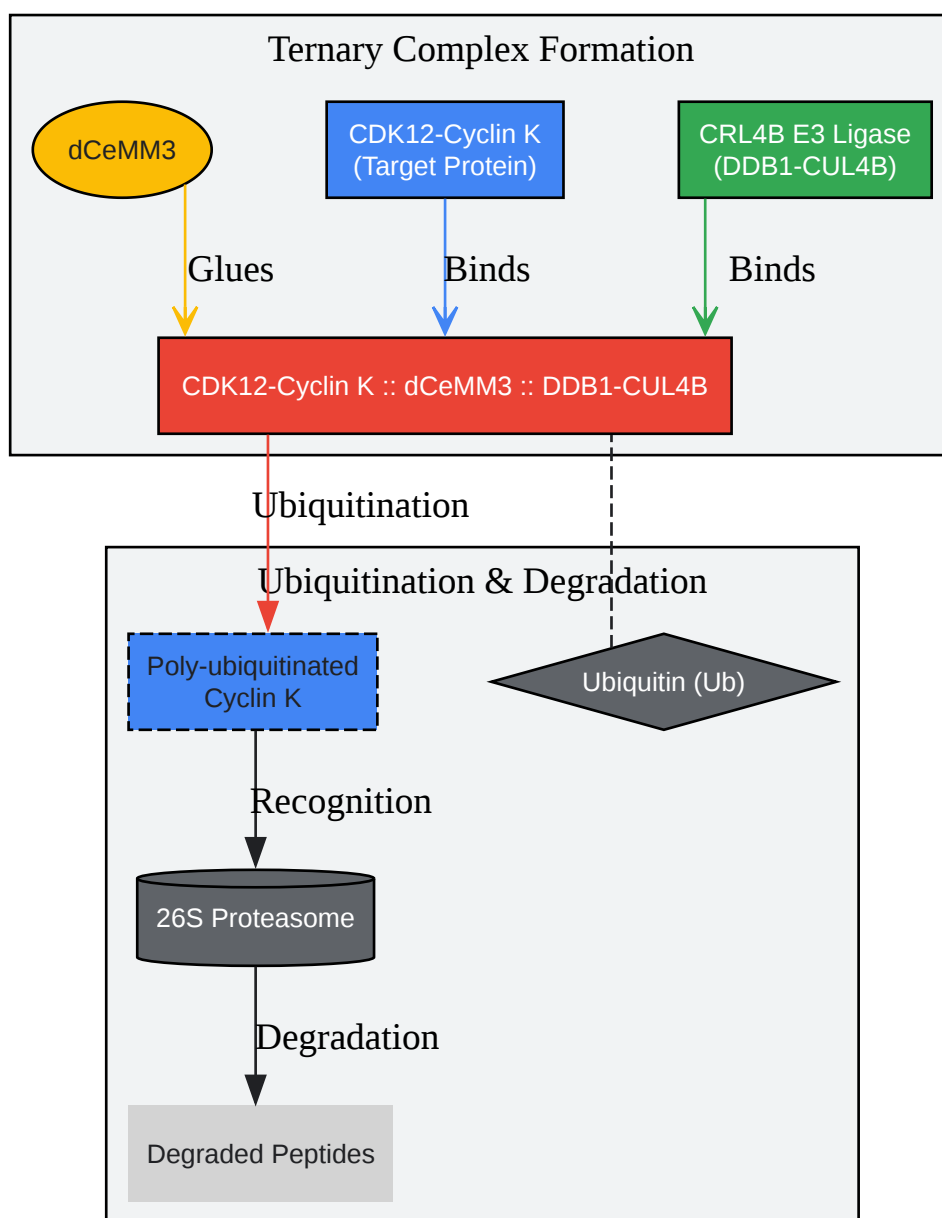 Ternary Complex Formation
dCeMM3
CDK12-Cyclin K
(Target Protein)
CRL4B E3 Ligase
(DDB1-CUL4B)
Glues
Binds
Binds
CDK12-Cyclin K :: dCeMM3 :: DDB1-CUL4B
Ubiquitination
Ubiquitination & Degradation
Poly-ubiquitinated
Cyclin K
Ubiquitin (Ub)
Recognition
26S Proteasome
Degradation
Degraded Peptides